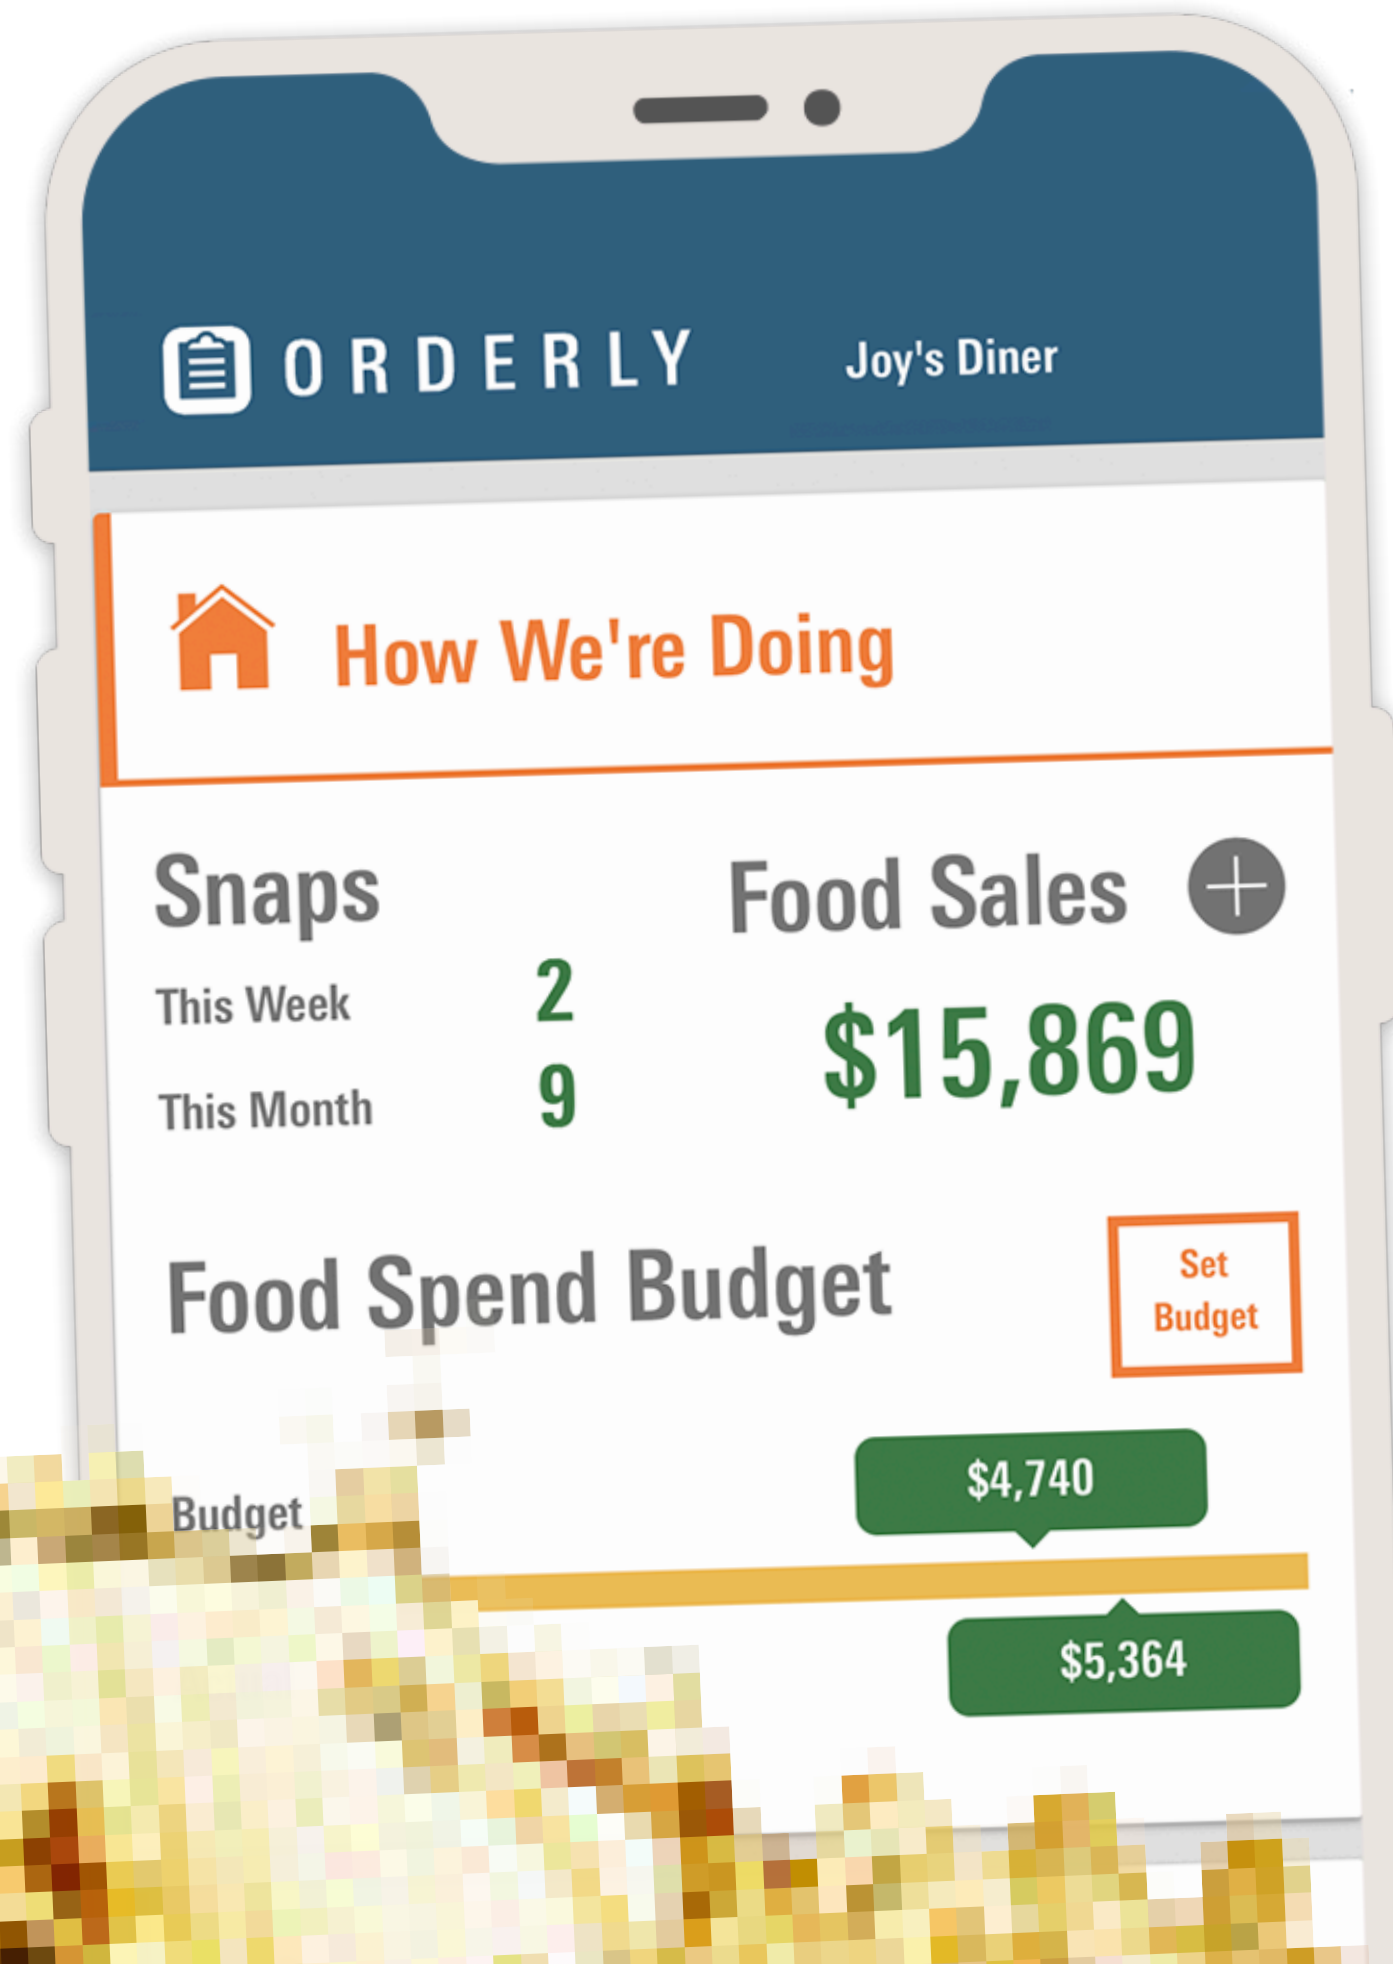 ORDERLY
Joy's Diner
How We're Doing
Snaps
This Week 2
This Month 9
Food Sales
$15,869
Food Spend Budget
Set
Budget
Budget
$4,740
$5,364